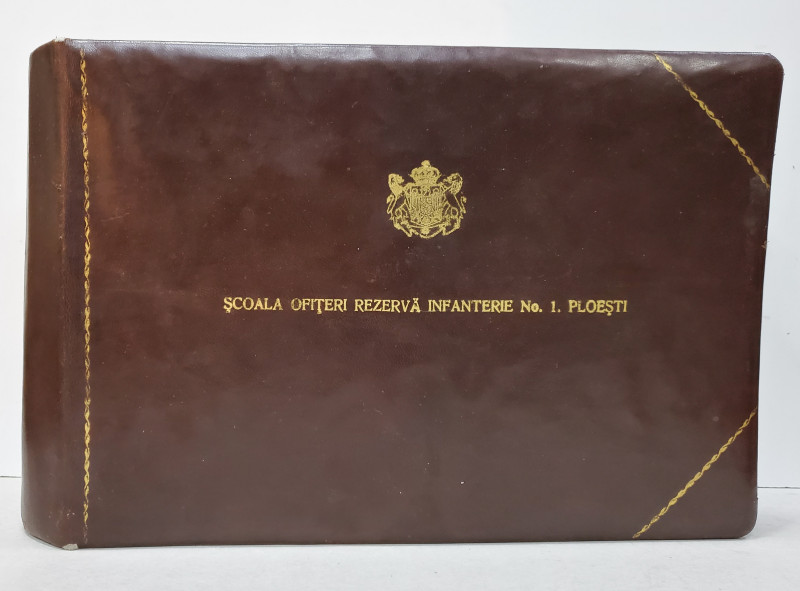 ŞCOALA OFIŢERI REZERVĂ INFANTERIE No. 1. PLOEŞTI